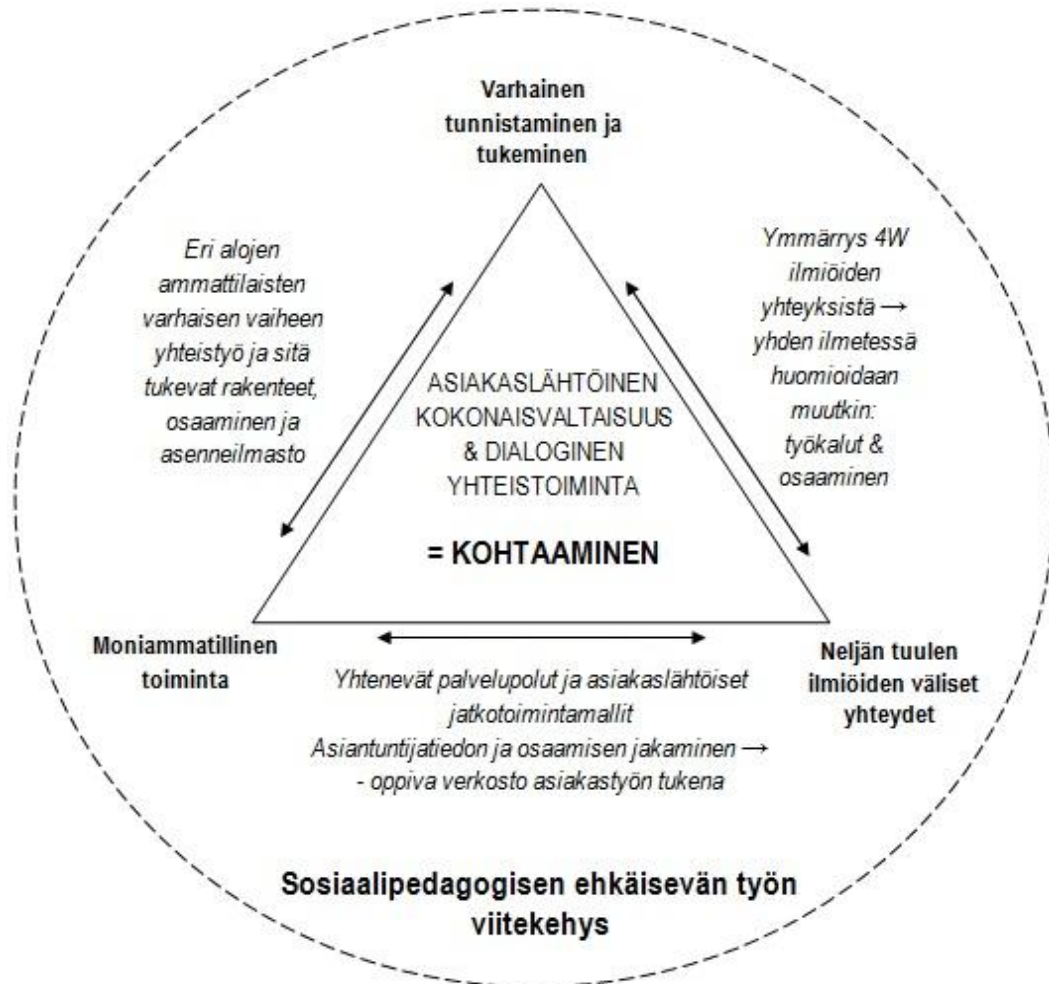 Varhainen
tunnistaminen ja
tukeminen
Eri alojen
ammattilaisten
varhaisen vaiheen
yhteistyö ja sitä
tukevat rakenteet,
osaaminen ja
asenneilmasto
Ymmärrys 4W
ilmiöiden
yhteyksistä →
yhden ilmetessä
huomioidaan
muutkin:
työkalut &
osaaminen
ASIAKASLÄHTÖINEN
KOKONAISVALTAISUUS
& DIALOGINEN
YHTEISTOIMINTA
= KOHTAAMINEN
Moniammatillinen
toiminta
Neljän tuulen
ilmiöiden väliset
yhteydet
Yhtenevät palvelupolut ja asiakaslähtöiset
jatkotoimintamallit
Asiantuntijatiedon ja osaamisen jakaminen →
- oppiva verkosto asiakastyön tukena
Sosiaalipedagogisen ehkäisevän työn
viitekehys